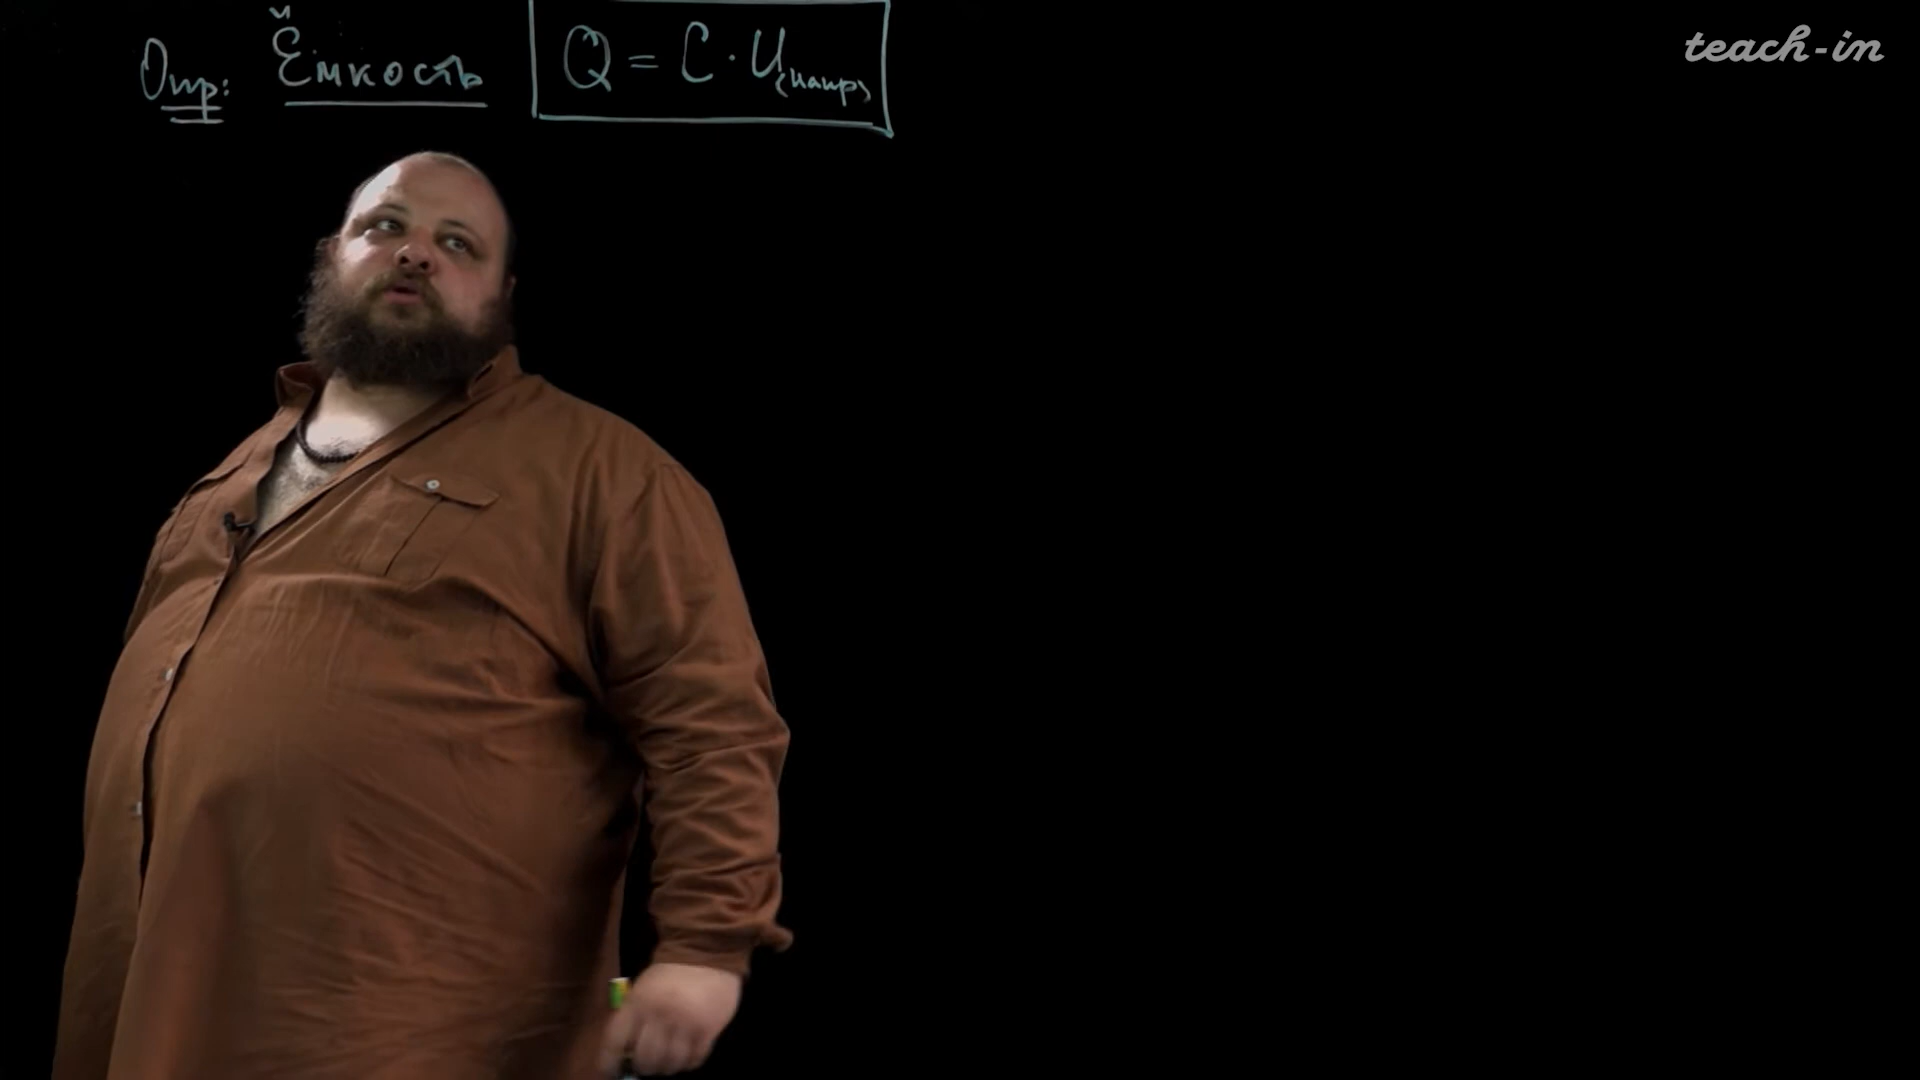 Опр: Ёмкость Q = C · U(напр)
teach-in